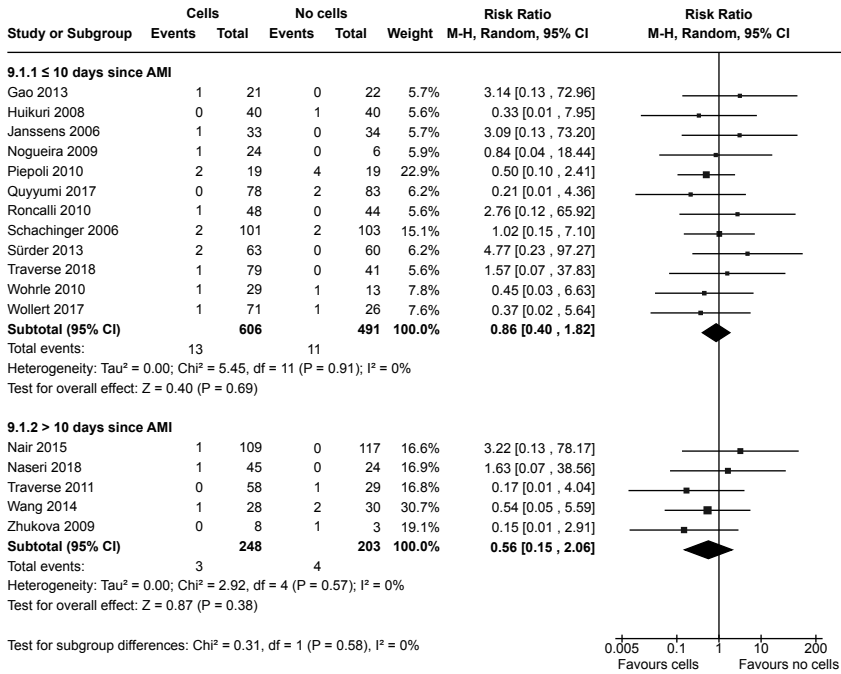 Cells No cells Risk Ratio Risk Ratio
Study or Subgroup Events Total Events Total Weight M-H, Random, 95% CI M-H, Random, 95% CI
9.1.1 ≤ 10 days since AMI
Gao 2013 1 21 0 22 5.7% 3.14 [0.13 , 72.96]
Huikuri 2008 0 40 1 40 5.6% 0.33 [0.01 , 7.95]
Janssens 2006 1 33 0 34 5.7% 3.09 [0.13 , 73.20]
Nogueira 2009 1 24 0 6 5.9% 0.84 [0.04 , 18.44]
Piepoli 2010 2 19 4 19 22.9% 0.50 [0.10 , 2.41]
Quyyumi 2017 0 78 2 83 6.2% 0.21 [0.01 , 4.36]
Roncalli 2010 1 48 0 44 5.6% 2.76 [0.12 , 65.92]
Schachinger 2006 2 101 2 103 15.1% 1.02 [0.15 , 7.10]
Sürder 2013 2 63 0 60 6.2% 4.77 [0.23 , 97.27]
Traverse 2018 1 79 0 41 5.6% 1.57 [0.07 , 37.83]
Wohrle 2010 1 29 1 13 7.8% 0.45 [0.03 , 6.63]
Wollert 2017 1 71 1 26 7.6% 0.37 [0.02 , 5.64]
Subtotal (95% CI) 606 491 100.0% 0.86 [0.40 , 1.82]
Total events: 13 11
Heterogeneity: Tau² = 0.00; Chi² = 5.45, df = 11 (P = 0.91); I² = 0%
Test for overall effect: Z = 0.40 (P = 0.69)
9.1.2 > 10 days since AMI
Nair 2015 1 109 0 117 16.6% 3.22 [0.13 , 78.17]
Naseri 2018 1 45 0 24 16.9% 1.63 [0.07 , 38.56]
Traverse 2011 0 58 1 29 16.8% 0.17 [0.01 , 4.04]
Wang 2014 1 28 2 30 30.7% 0.54 [0.05 , 5.59]
Zhukova 2009 0 8 1 3 19.1% 0.15 [0.01 , 2.91]
Subtotal (95% CI) 248 203 100.0% 0.56 [0.15 , 2.06]
Total events: 3 4
Heterogeneity: Tau² = 0.00; Chi² = 2.92, df = 4 (P = 0.57); I² = 0%
Test for overall effect: Z = 0.87 (P = 0.38)
Test for subgroup differences: Chi² = 0.31, df = 1 (P = 0.58), I² = 0%
0.005 0.1 1 10 200
Favours cells Favours no cells